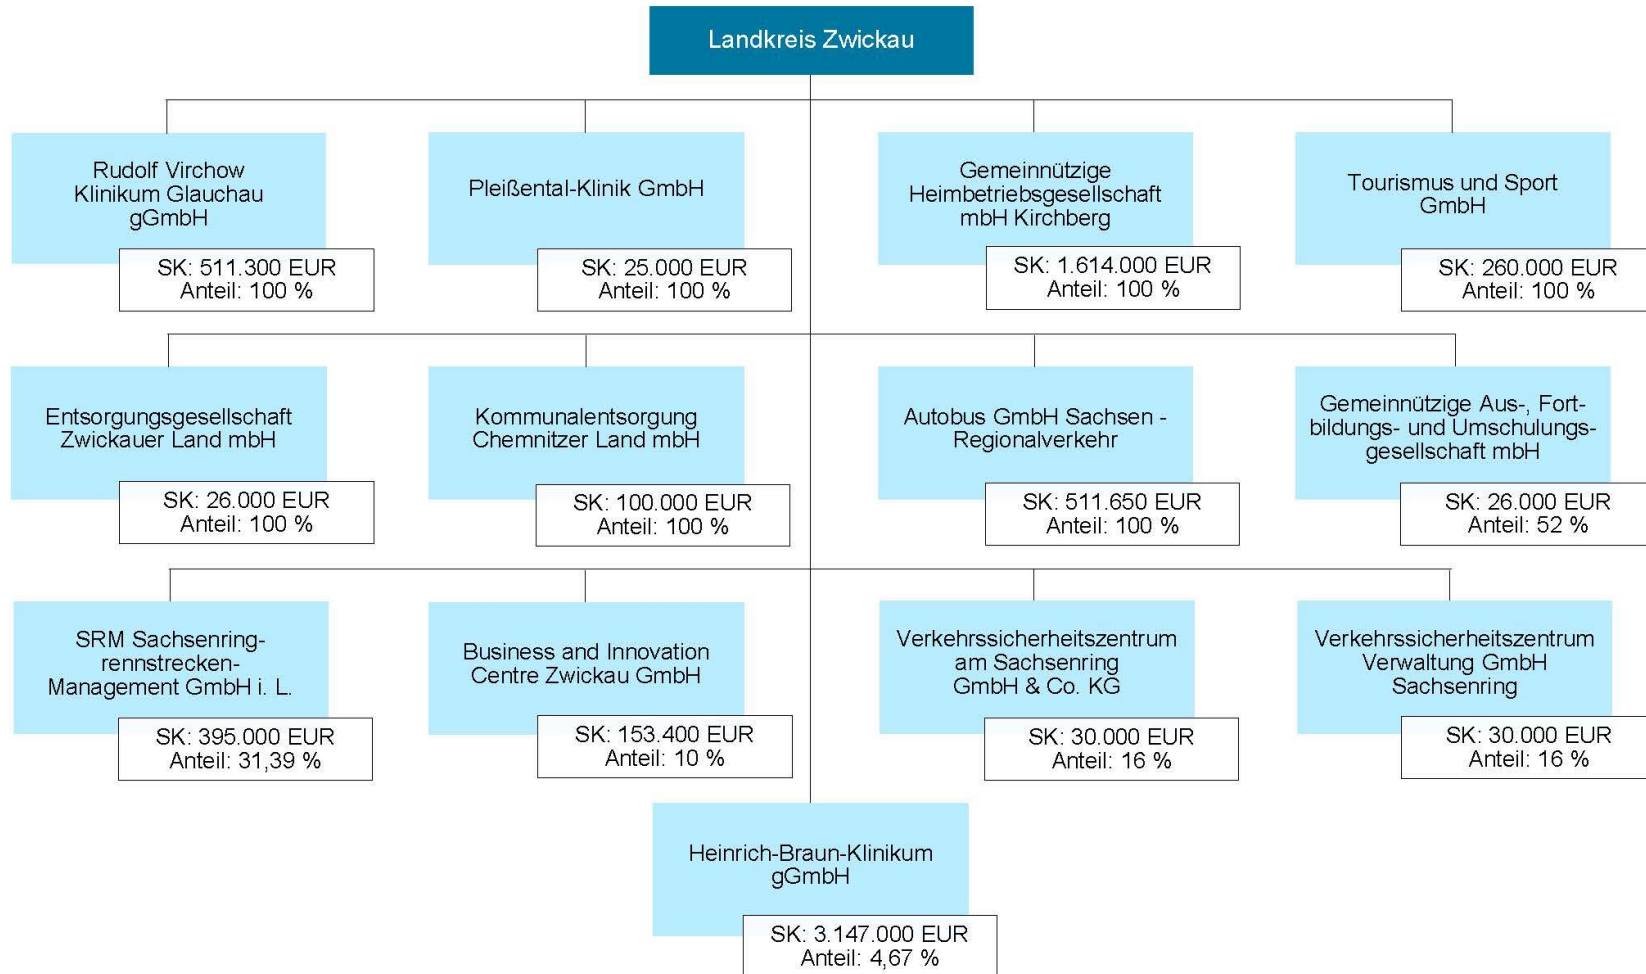 Landkreis Zwickau
Rudolf Virchow
Klinikum Glauchau
gGmbH
SK: 511.300 EUR
Anteil: 100 %
Pleißental-Klinik GmbH
SK: 25.000 EUR
Anteil: 100 %
Gemeinnützige
Heimbetriebsgesellschaft
mbH Kirchberg
SK: 1.614.000 EUR
Anteil: 100 %
Tourismus und Sport
GmbH
SK: 260.000 EUR
Anteil: 100 %
Entsorgungsgesellschaft
Zwickauer Land mbH
SK: 26.000 EUR
Anteil: 100 %
Kommunalentsorgung
Chemnitzer Land mbH
SK: 100.000 EUR
Anteil: 100 %
Autobus GmbH Sachsen -
Regionalverkehr
SK: 511.650 EUR
Anteil: 100 %
Gemeinnützige Aus-, Fort-
bildungs- und Umschulungs-
gesellschaft mbH
SK: 26.000 EUR
Anteil: 52 %
SRM Sachsenring-
rennstrecken-
Management GmbH i. L.
SK: 395.000 EUR
Anteil: 31,39 %
Business and Innovation
Centre Zwickau GmbH
SK: 153.400 EUR
Anteil: 10 %
Verkehrssicherheitszentrum
am Sachsenring
GmbH & Co. KG
SK: 30.000 EUR
Anteil: 16 %
Verkehrssicherheitszentrum
Verwaltung GmbH
Sachsenring
SK: 30.000 EUR
Anteil: 16 %
Heinrich-Braun-Klinikum
gGmbH
SK: 3.147.000 EUR
Anteil: 4,67 %